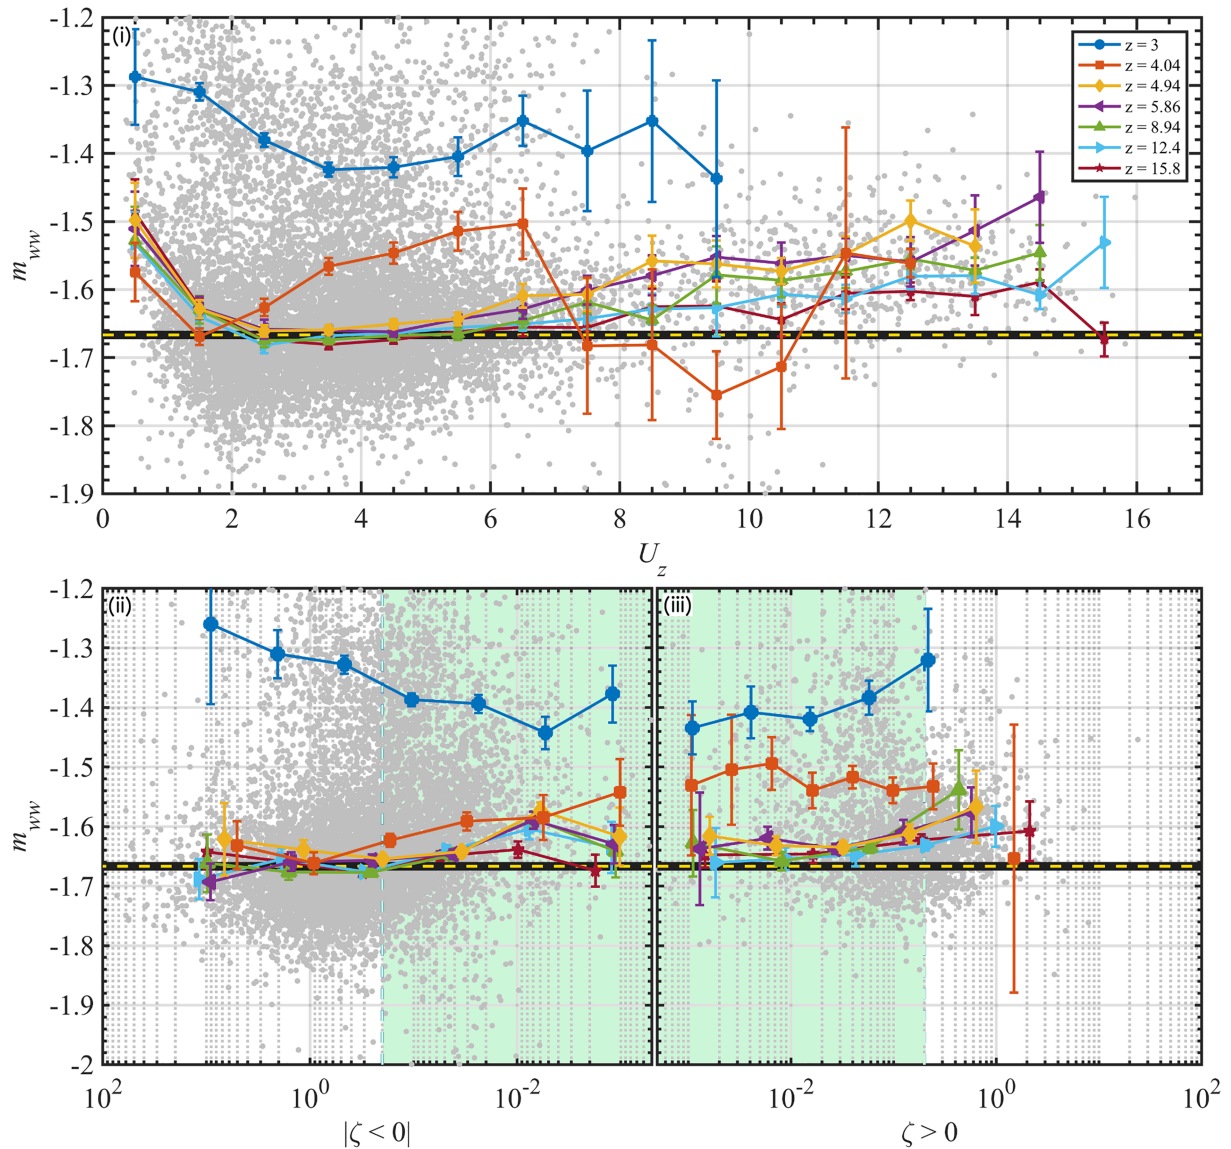 (i)
-1.2
-1.3
-1.4
-1.5
-1.6
-1.7
-1.8
-1.9
m_ww
z = 3
z = 4.04
z = 4.94
z = 5.86
z = 8.94
z = 12.4
z = 15.8
0 2 4 6 8 10 12 14 16
U_z
(ii)
(iii)
-1.2
-1.3
-1.4
-1.5
-1.6
-1.7
-1.8
-1.9
-2
m_ww
10^2 10^0 10^-2 10^-2 10^0 10^2
|ζ < 0| ζ > 0